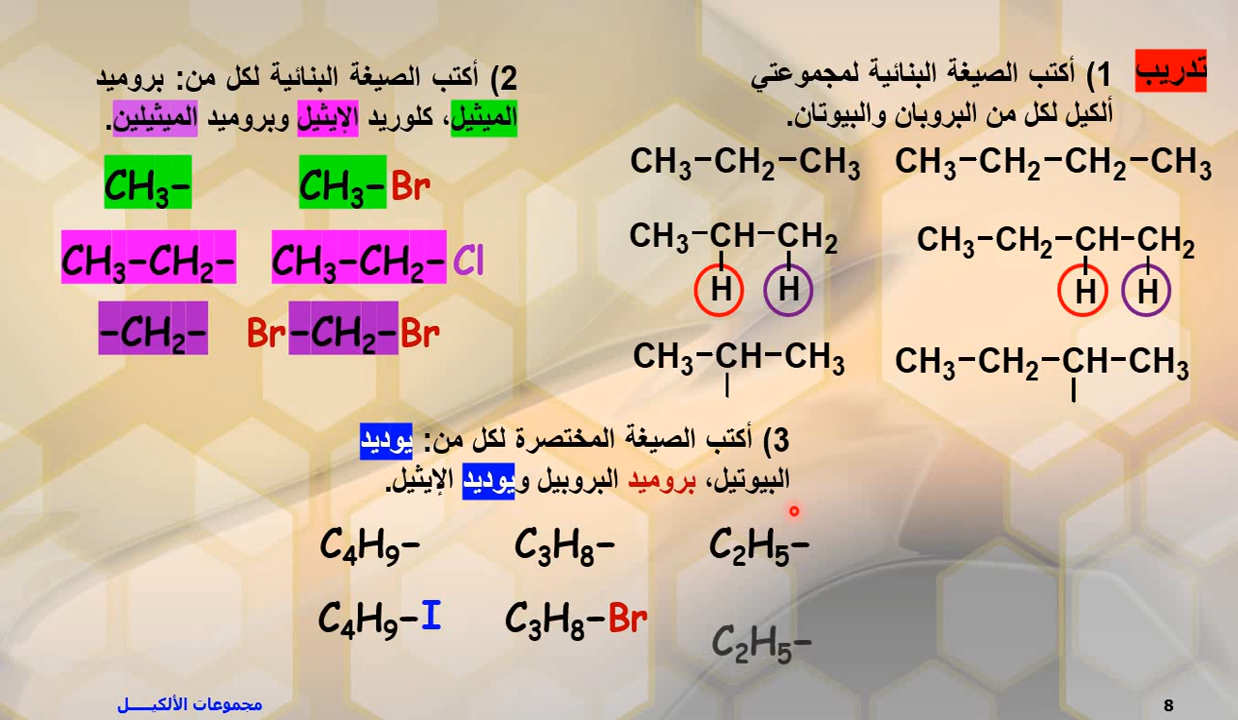 تدريب
1) أكتب الصيغة البنائية لمجموعتي
ألكيل لكل من البروبان والبيوتان.
CH₃–CH₂–CH₂–CH₃
CH₃–CH₂–CH₃
CH₃–CH₂–CH–CH₂
H H
CH₃–CH–CH₂
H H
CH₃–CH₂–CH–CH₃
CH₃–CH–CH₃
2) أكتب الصيغة البنائية لكل من: بروميد
الميثيل، كلوريد الإيثيل وبروميد الميثيلين.
CH₃– CH₃–Br
CH₃–CH₂– CH₃–CH₂–Cl
–CH₂– Br–CH₂–Br
3) أكتب الصيغة المختصرة لكل من: يوديد
البيوتيل، بروميد البروبيل ويوديد الإيثيل.
C₄H₉– C₃H₈– C₂H₅–
C₄H₉–I C₃H₈–Br C₂H₅–
مجموعات الألكيــــل
8